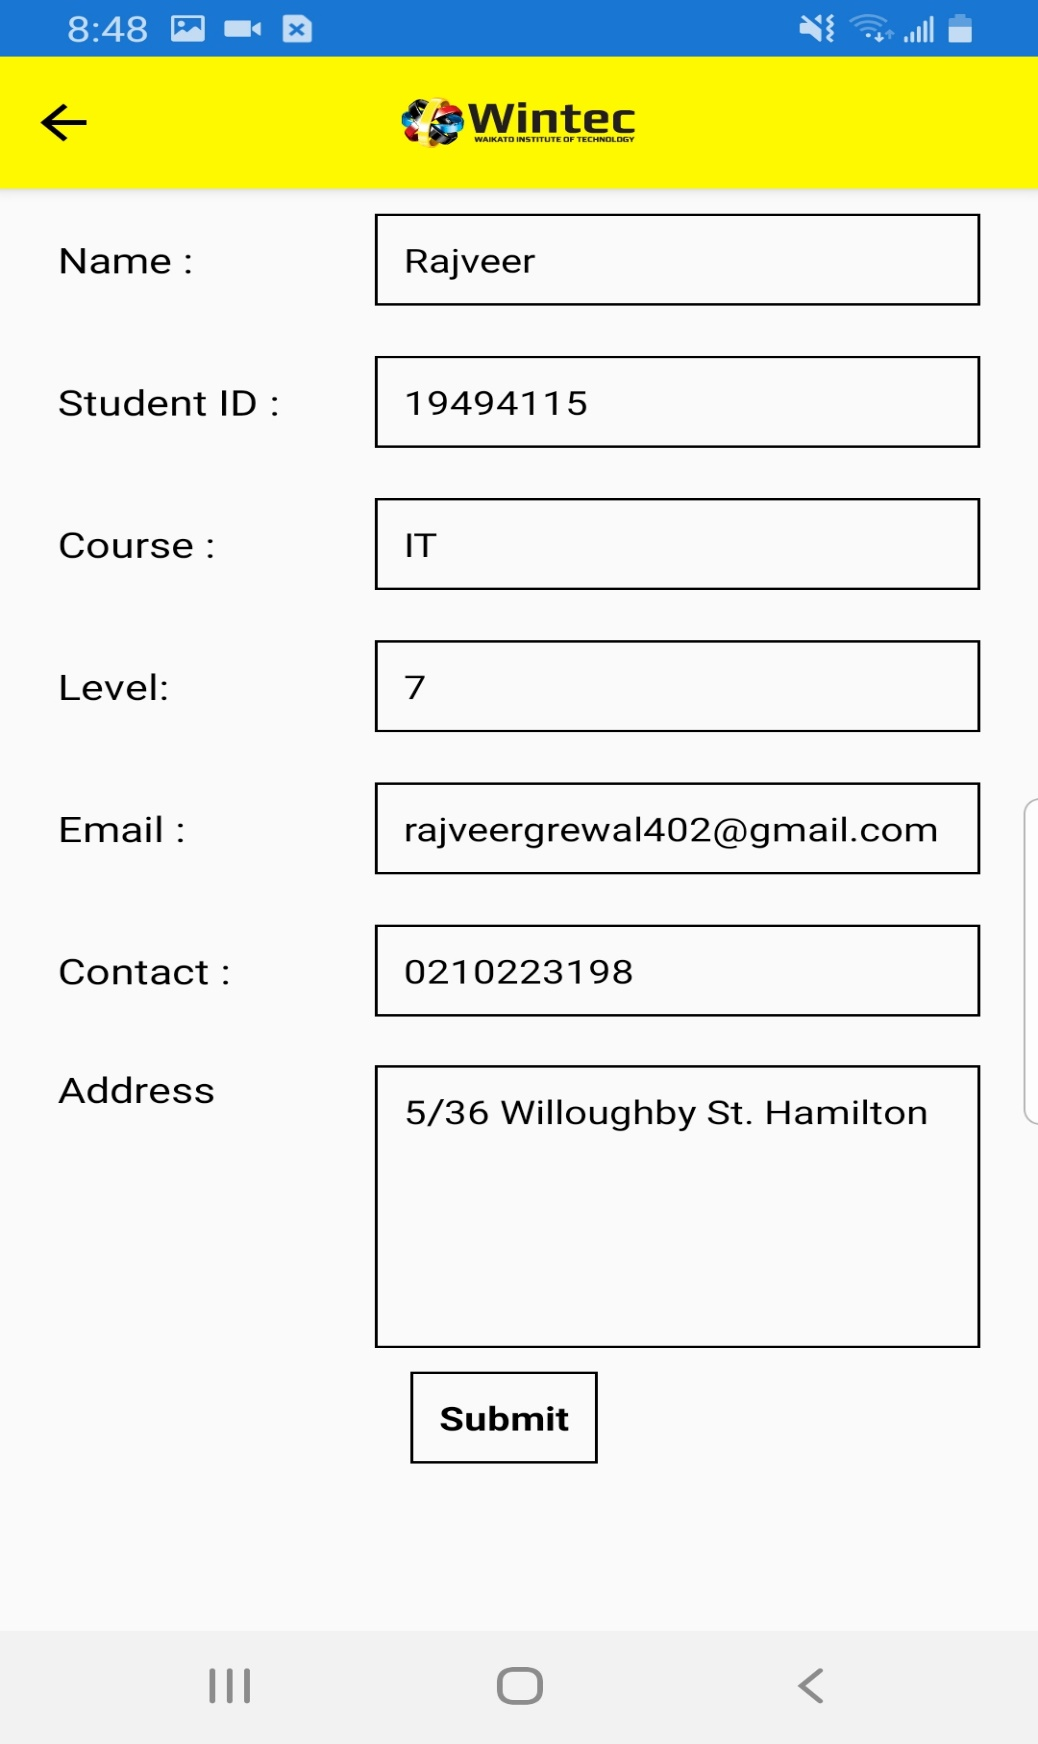 8:48
Wintec
WAIKATO INSTITUTE OF TECHNOLOGY
Name : Rajveer
Student ID : 19494115
Course : IT
Level: 7
Email : rajveergrewal402@gmail.com
Contact : 0210223198
Address 5/36 Willoughby St. Hamilton
Submit